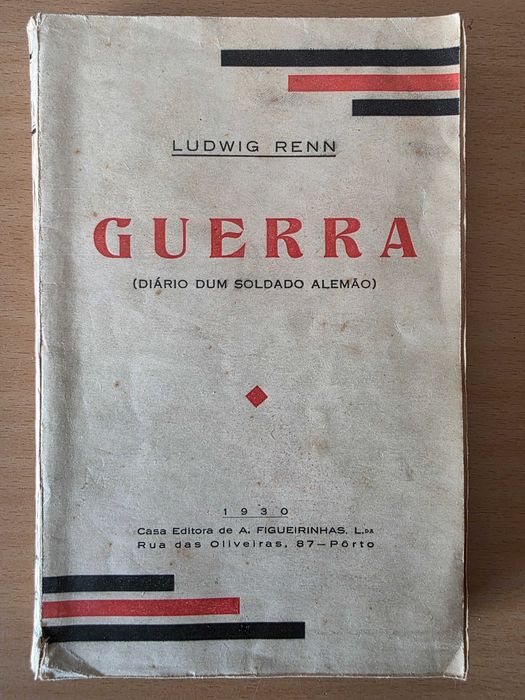 LUDWIG RENN
GUERRA
(DIÁRIO DUM SOLDADO ALEMÃO)
1930
Casa Editora de A. FIGUEIRINHAS, L.DA
Rua das Oliveiras, 87—Pôrto